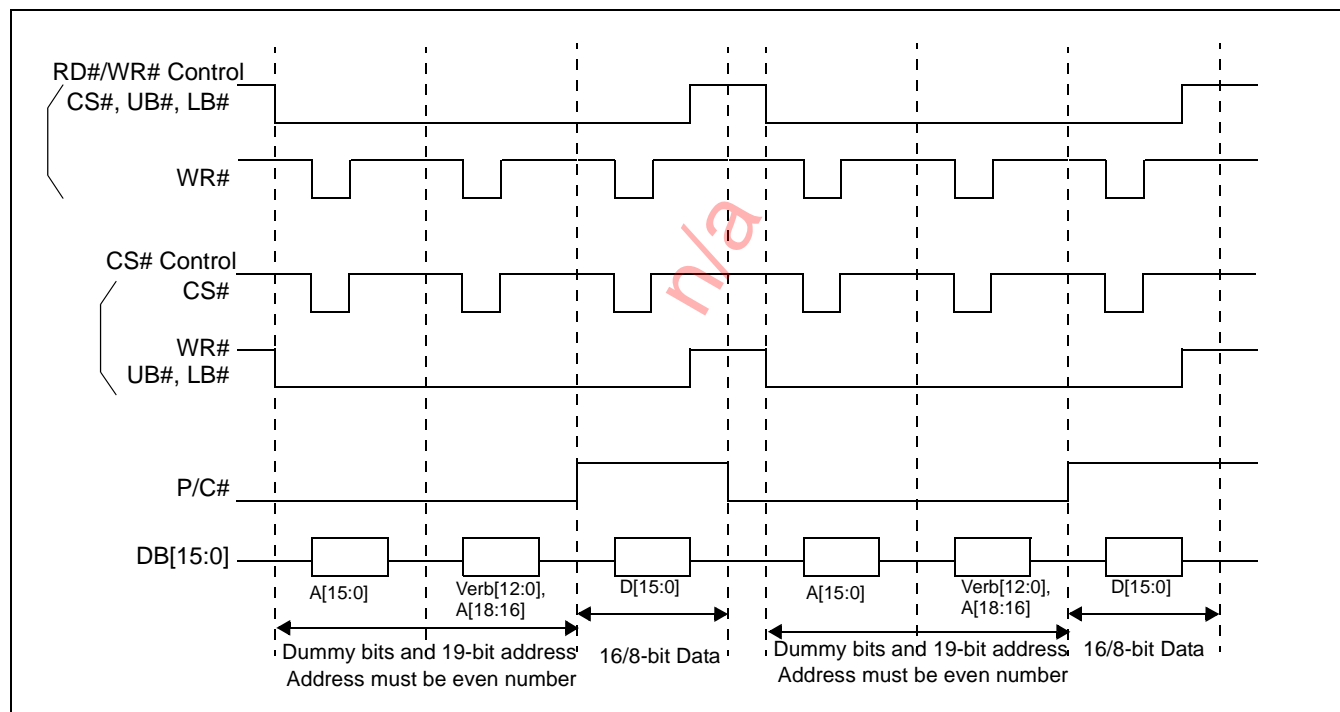 RD#/WR# Control
CS#, UB#, LB#
WR#
n/a
CS# Control
CS#
WR#
UB#, LB#
P/C#
DB[15:0]
A[15:0]
Verb[12:0],
A[18:16]
D[15:0]
A[15:0]
Verb[12:0],
A[18:16]
D[15:0]
Dummy bits and 19-bit address
Address must be even number
16/8-bit Data
Dummy bits and 19-bit address
Address must be even number
16/8-bit Data